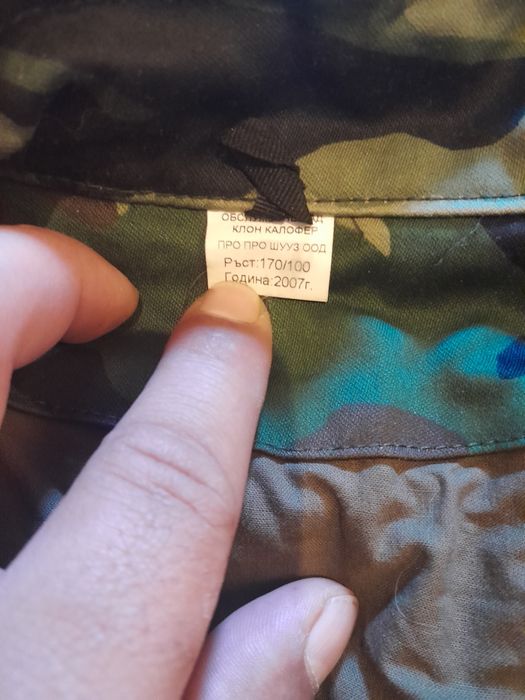 КЛОН КАЛОФЕР
ПРО ПРО ШУУЗ ООД
Ръст:170/100
Година:2007г.